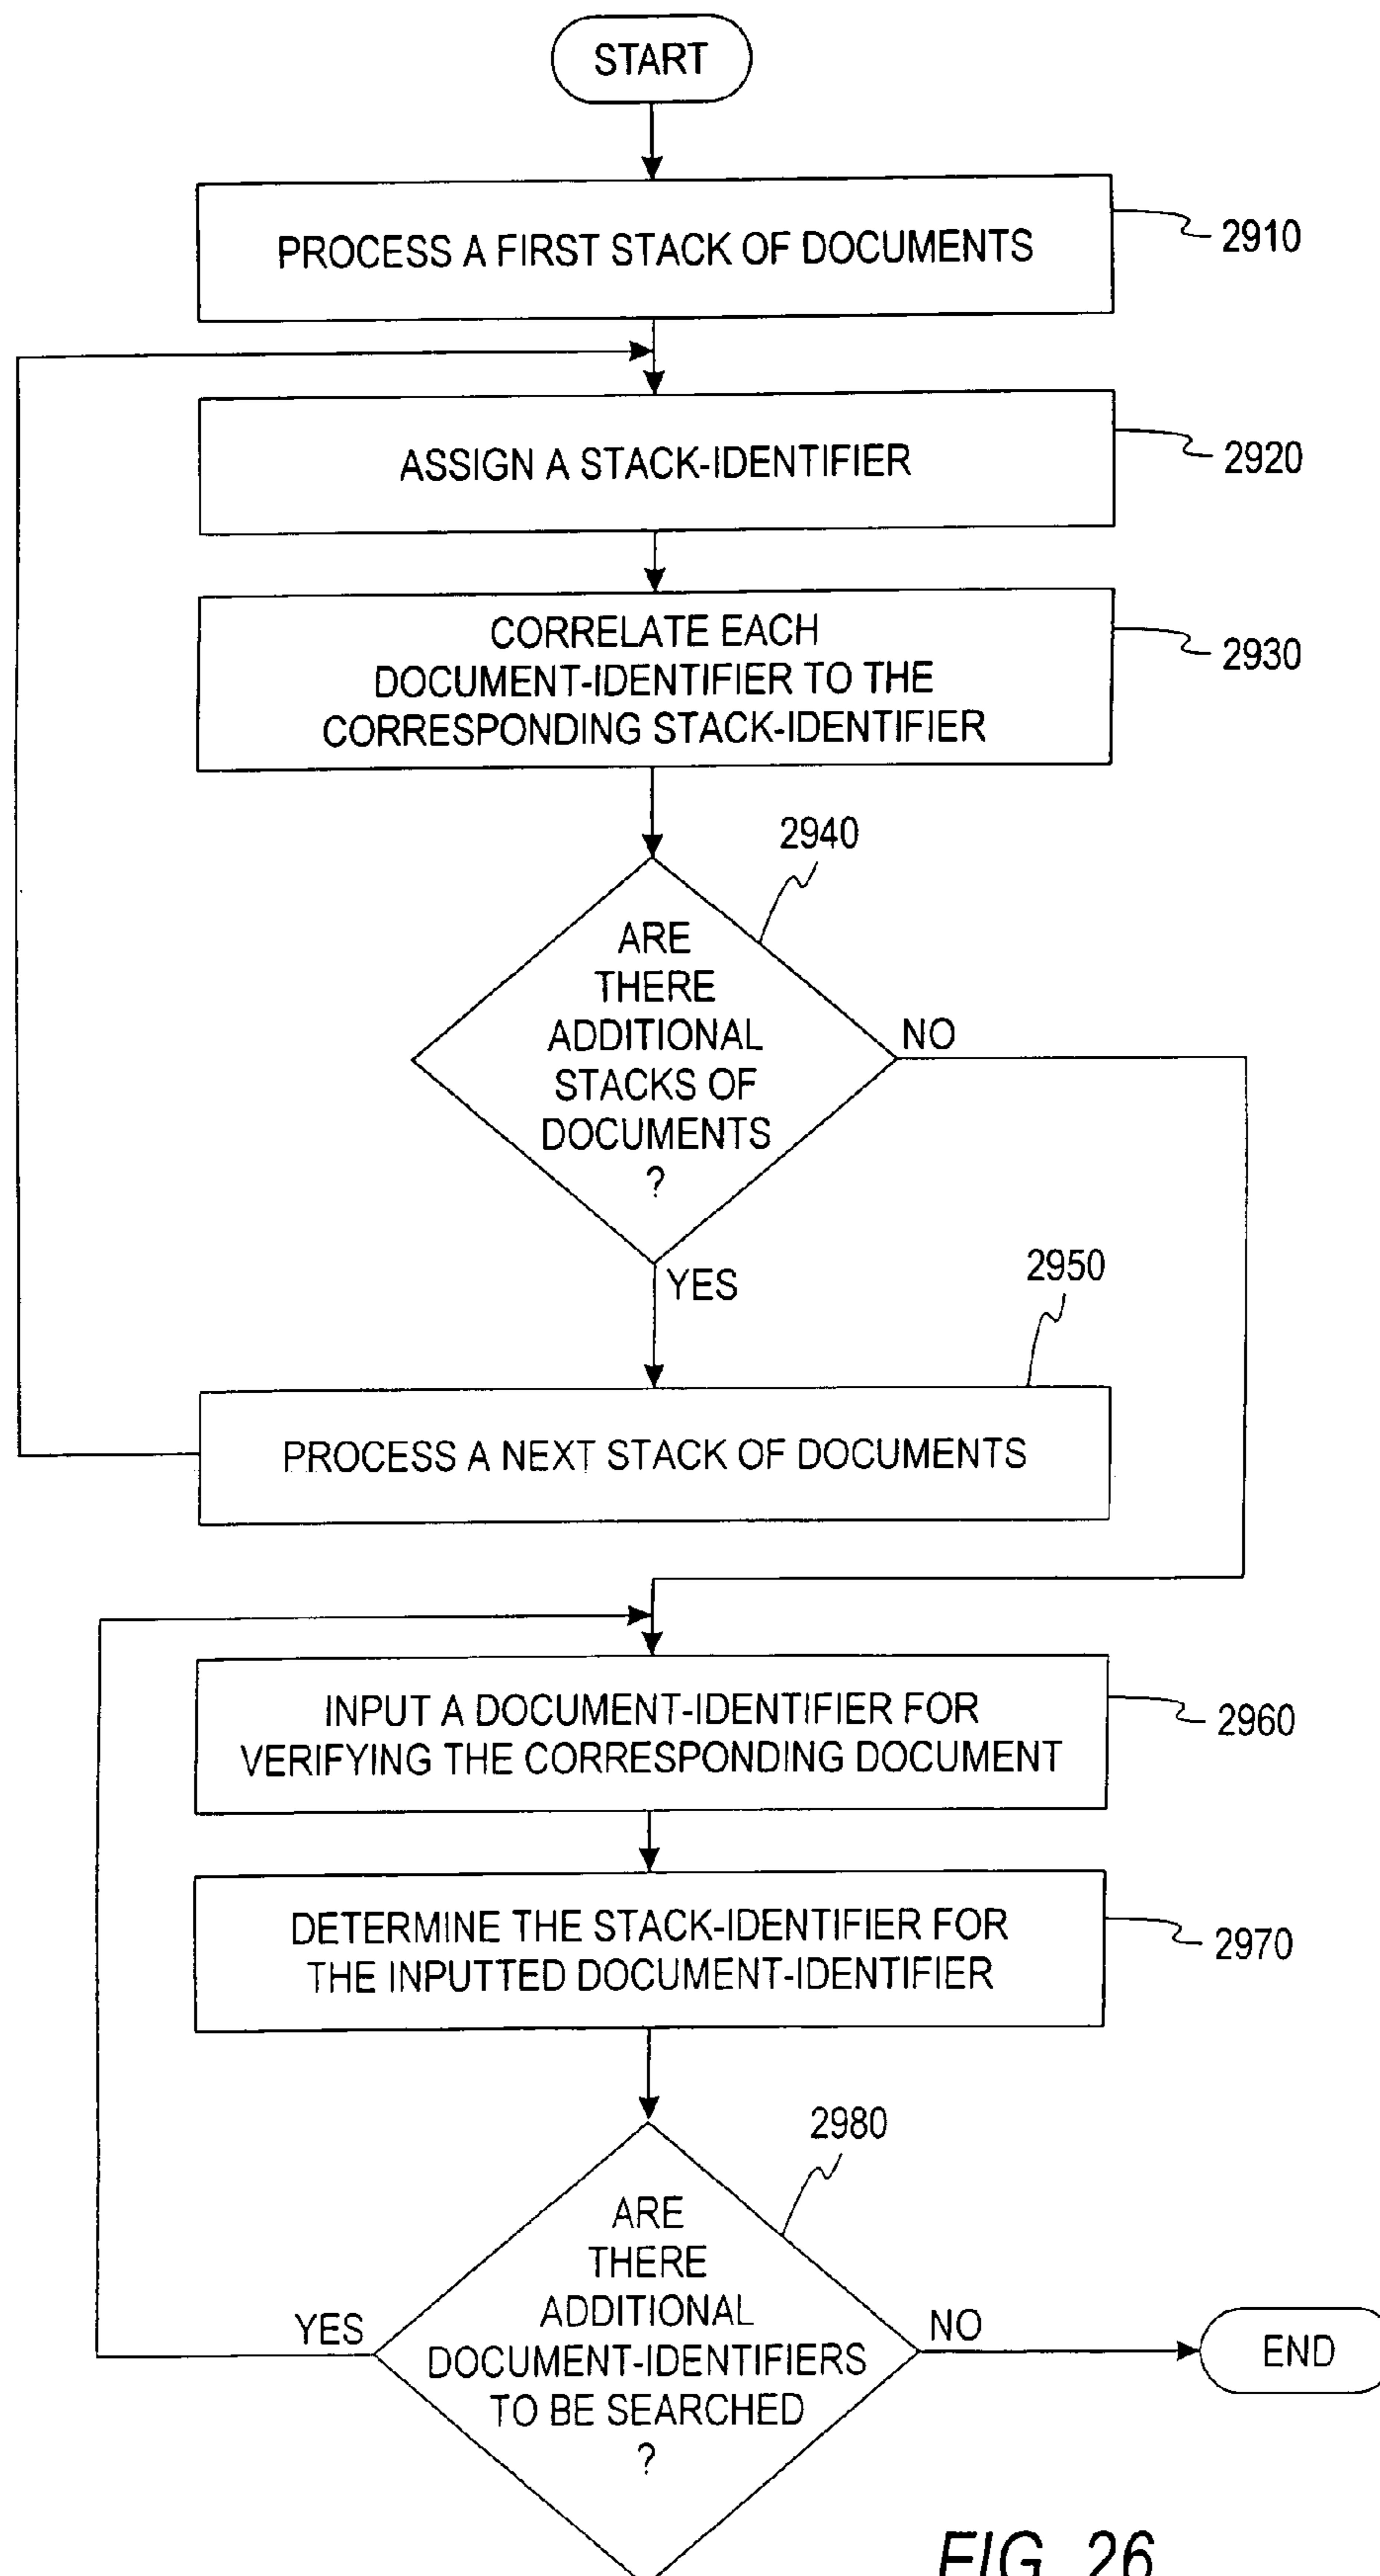 START
PROCESS A FIRST STACK OF DOCUMENTS
2910
ASSIGN A STACK-IDENTIFIER
2920
CORRELATE EACH
DOCUMENT-IDENTIFIER TO THE
CORRESPONDING STACK-IDENTIFIER
2930
2940
ARE
THERE
ADDITIONAL
STACKS OF
DOCUMENTS
?
NO
YES
2950
PROCESS A NEXT STACK OF DOCUMENTS
INPUT A DOCUMENT-IDENTIFIER FOR
VERIFYING THE CORRESPONDING DOCUMENT
2960
DETERMINE THE STACK-IDENTIFIER FOR
THE INPUTTED DOCUMENT-IDENTIFIER
2970
2980
ARE
THERE
ADDITIONAL
DOCUMENT-IDENTIFIERS
TO BE SEARCHED
?
YES
NO
END
FIG. 26